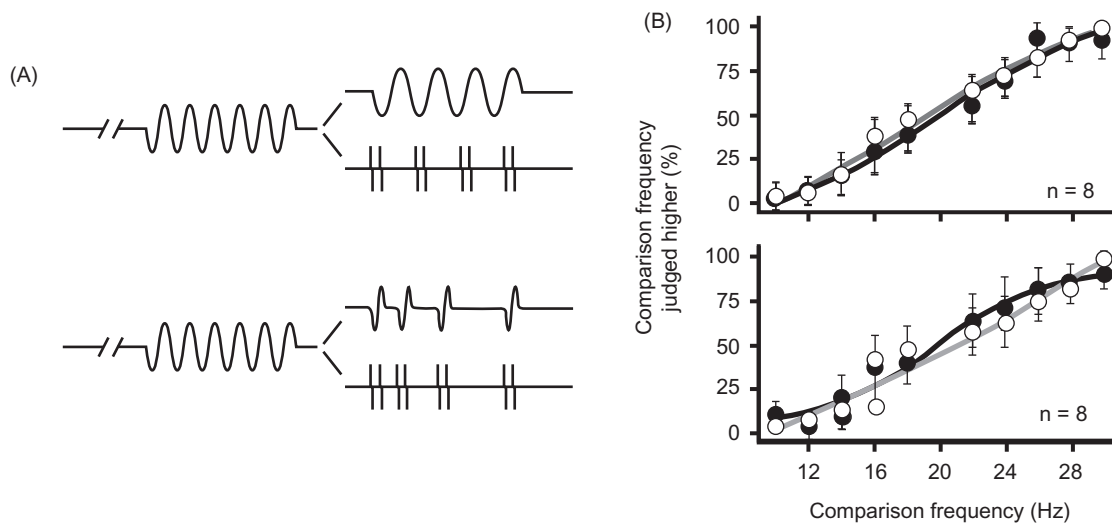 (A)
(B)
Comparison frequency
judged higher (%)
100
75
50
25
0
n = 8
100
75
50
25
0
n = 8
12 16 20 24 28
Comparison frequency (Hz)